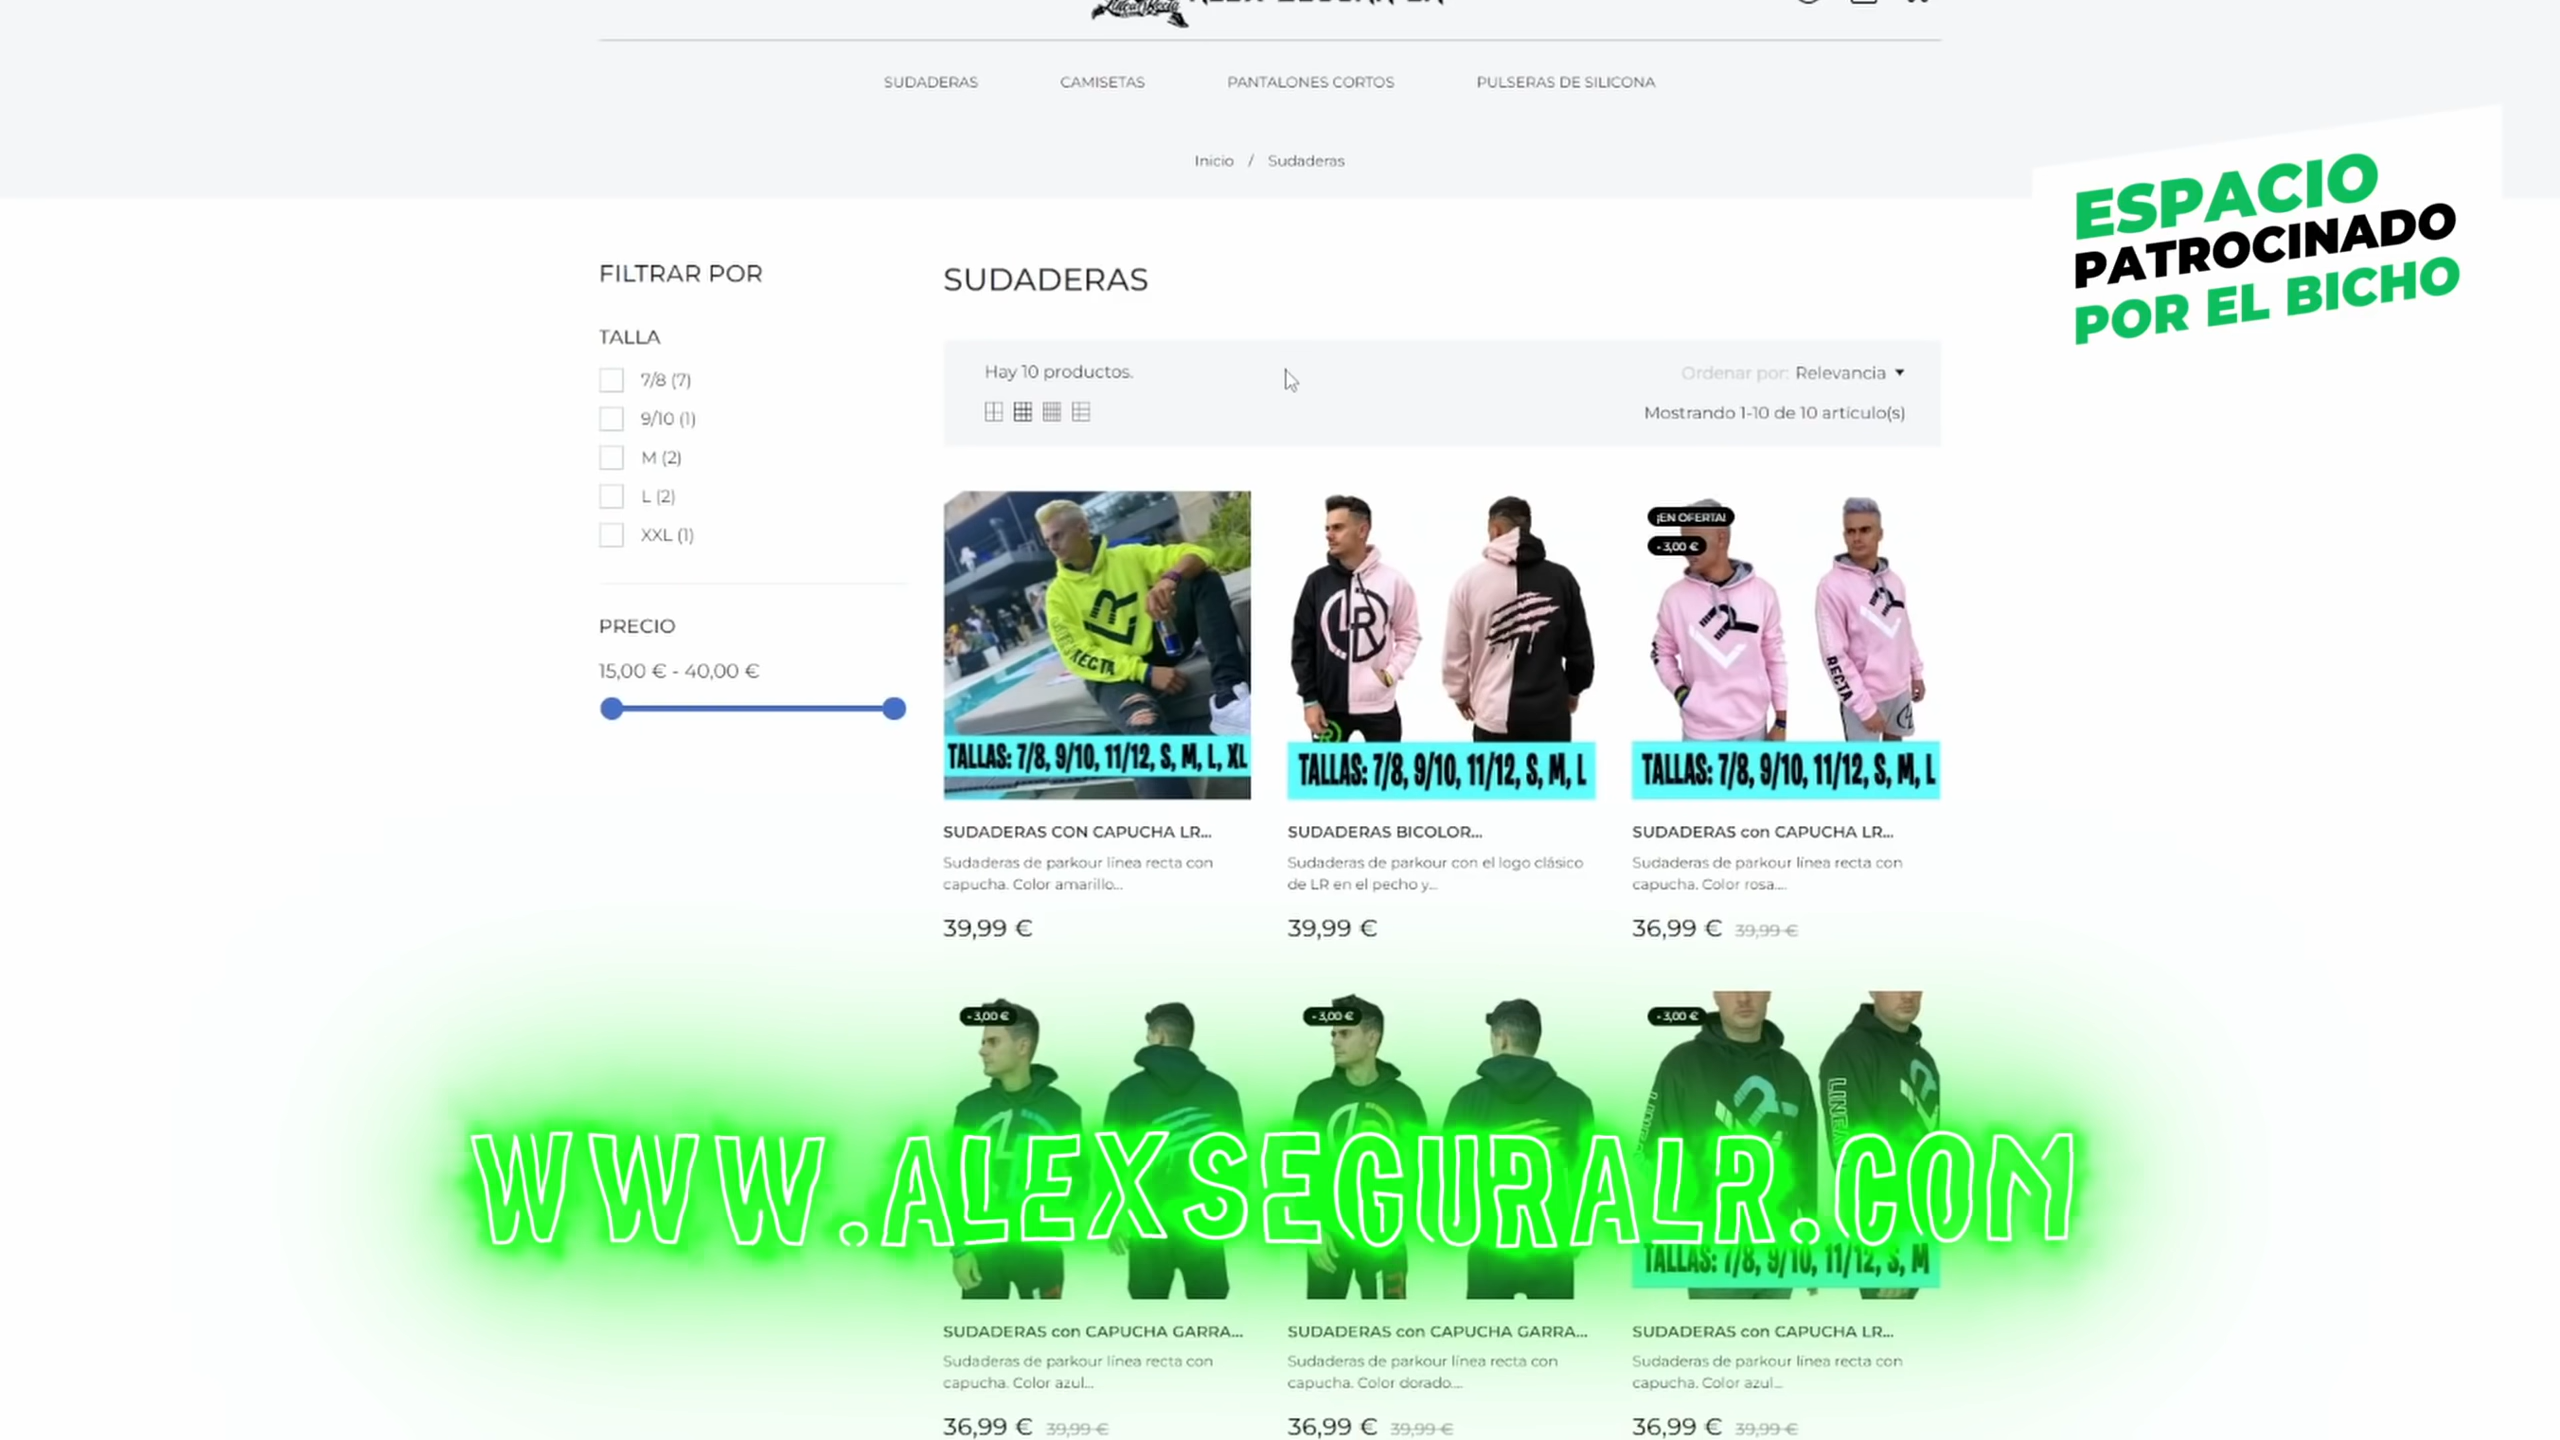 SUDADERAS
CAMISETAS
PANTALONES CORTOS
PULSERAS DE SILICONA
Inicio / Sudaderas
ESPACIO
PATROCINADO
POR EL BICHO
FILTRAR POR
TALLA
7/8 (7)
9/10 (1)
M (2)
L (2)
XXL (1)
PRECIO
15,00 € - 40,00 €
SUDADERAS
Hay 10 productos.
Ordenar por: Relevancia
Mostrando 1-10 de 10 artículo(s)
LR
RECTA
TALLAS: 7/8, 9/10, 11/12, S, M, L, XL
SUDADERAS CON CAPUCHA LR...
Sudaderas de parkour línea recta con
capucha. Color amarillo...
39,99 €
LR
TALLAS: 7/8, 9/10, 11/12, S, M, L
SUDADERAS BICOLOR...
Sudaderas de parkour con el logo clásico
de LR en el pecho y...
39,99 €
¡EN OFERTA!
- 3,00 €
RECTA
TALLAS: 7/8, 9/10, 11/12, S, M, L
SUDADERAS con CAPUCHA LR...
Sudaderas de parkour línea recta con
capucha. Color rosa....
36,99 € 39,99 €
- 3,00 €
- 3,00 €
- 3,00 €
WWW.ALEXSEGURALR.COM
TALLAS: 7/8, 9/10, 11/12, S, M
SUDADERAS con CAPUCHA GARRA...
Sudaderas de parkour línea recta con
capucha. Color azul...
36,99 € 39,99 €
SUDADERAS con CAPUCHA GARRA...
Sudaderas de parkour línea recta con
capucha. Color dorado....
36,99 € 39,99 €
SUDADERAS con CAPUCHA LR...
Sudaderas de parkour línea recta con
capucha. Color azul...
36,99 € 39,99 €